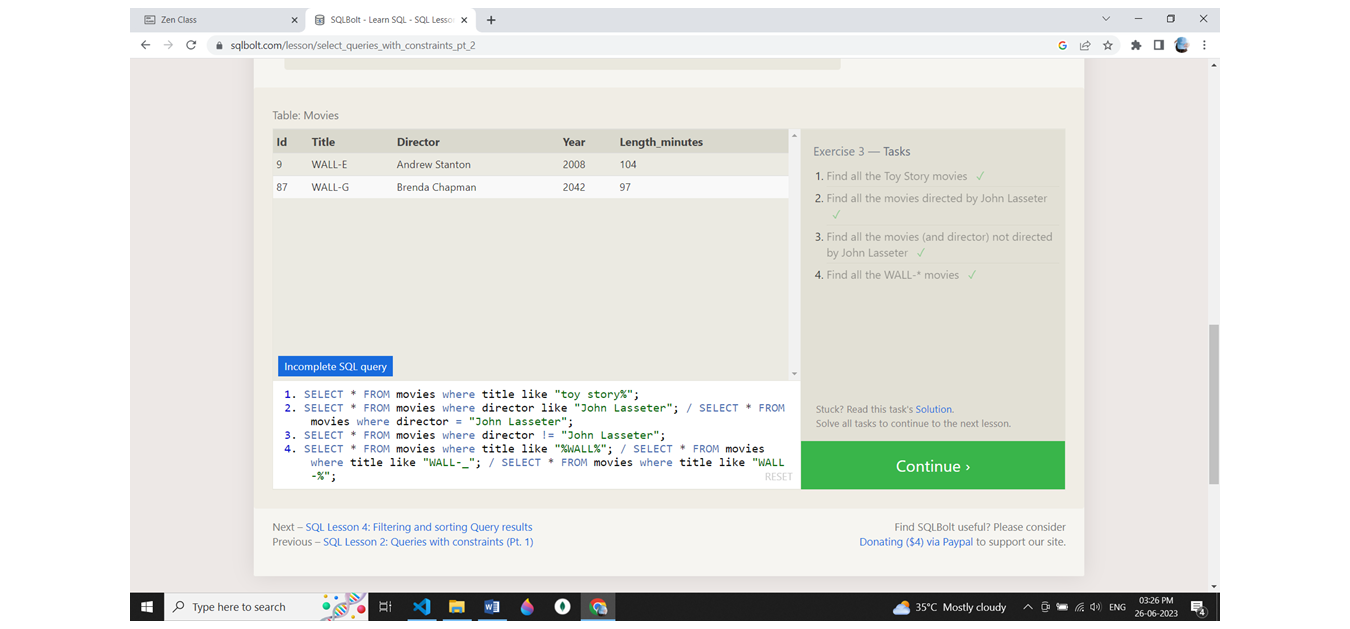 Zen Class
SQLBolt - Learn SQL - SQL Lesso
sqlbolt.com/lesson/select_queries_with_constraints_pt_2
Table: Movies
Id Title Director Year Length_minutes
9 WALL-E Andrew Stanton 2008 104
87 WALL-G Brenda Chapman 2042 97
Incomplete SQL query
1. SELECT * FROM movies where title like "toy story%";
2. SELECT * FROM movies where director like "John Lasseter"; / SELECT * FROM
movies where director = "John Lasseter";
3. SELECT * FROM movies where director != "John Lasseter";
4. SELECT * FROM movies where title like "%WALL%"; / SELECT * FROM movies
where title like "WALL-_"; / SELECT * FROM movies where title like "WALL
-%";
RESET
Exercise 3 — Tasks
1. Find all the Toy Story movies ✓
2. Find all the movies directed by John Lasseter
✓
3. Find all the movies (and director) not directed
by John Lasseter ✓
4. Find all the WALL-* movies ✓
Stuck? Read this task's Solution.
Solve all tasks to continue to the next lesson.
Continue ›
Next – SQL Lesson 4: Filtering and sorting Query results
Previous – SQL Lesson 2: Queries with constraints (Pt. 1)
Find SQLBolt useful? Please consider
Donating ($4) via Paypal to support our site.
Type here to search
35°C Mostly cloudy
ENG
03:26 PM
26-06-2023
4